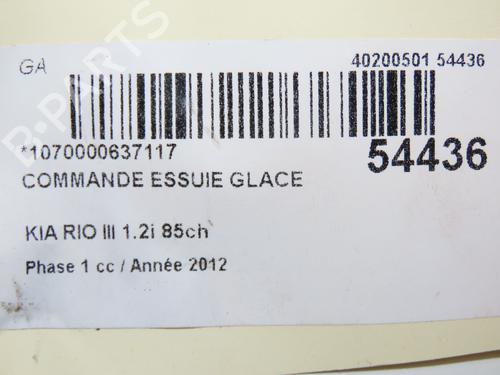 GA
40200501 54436
*1070000637117
54436
COMMANDE ESSUIE GLACE
KIA RIO III 1.2i 85ch
Phase 1 cc / Année 2012
B-PARTS